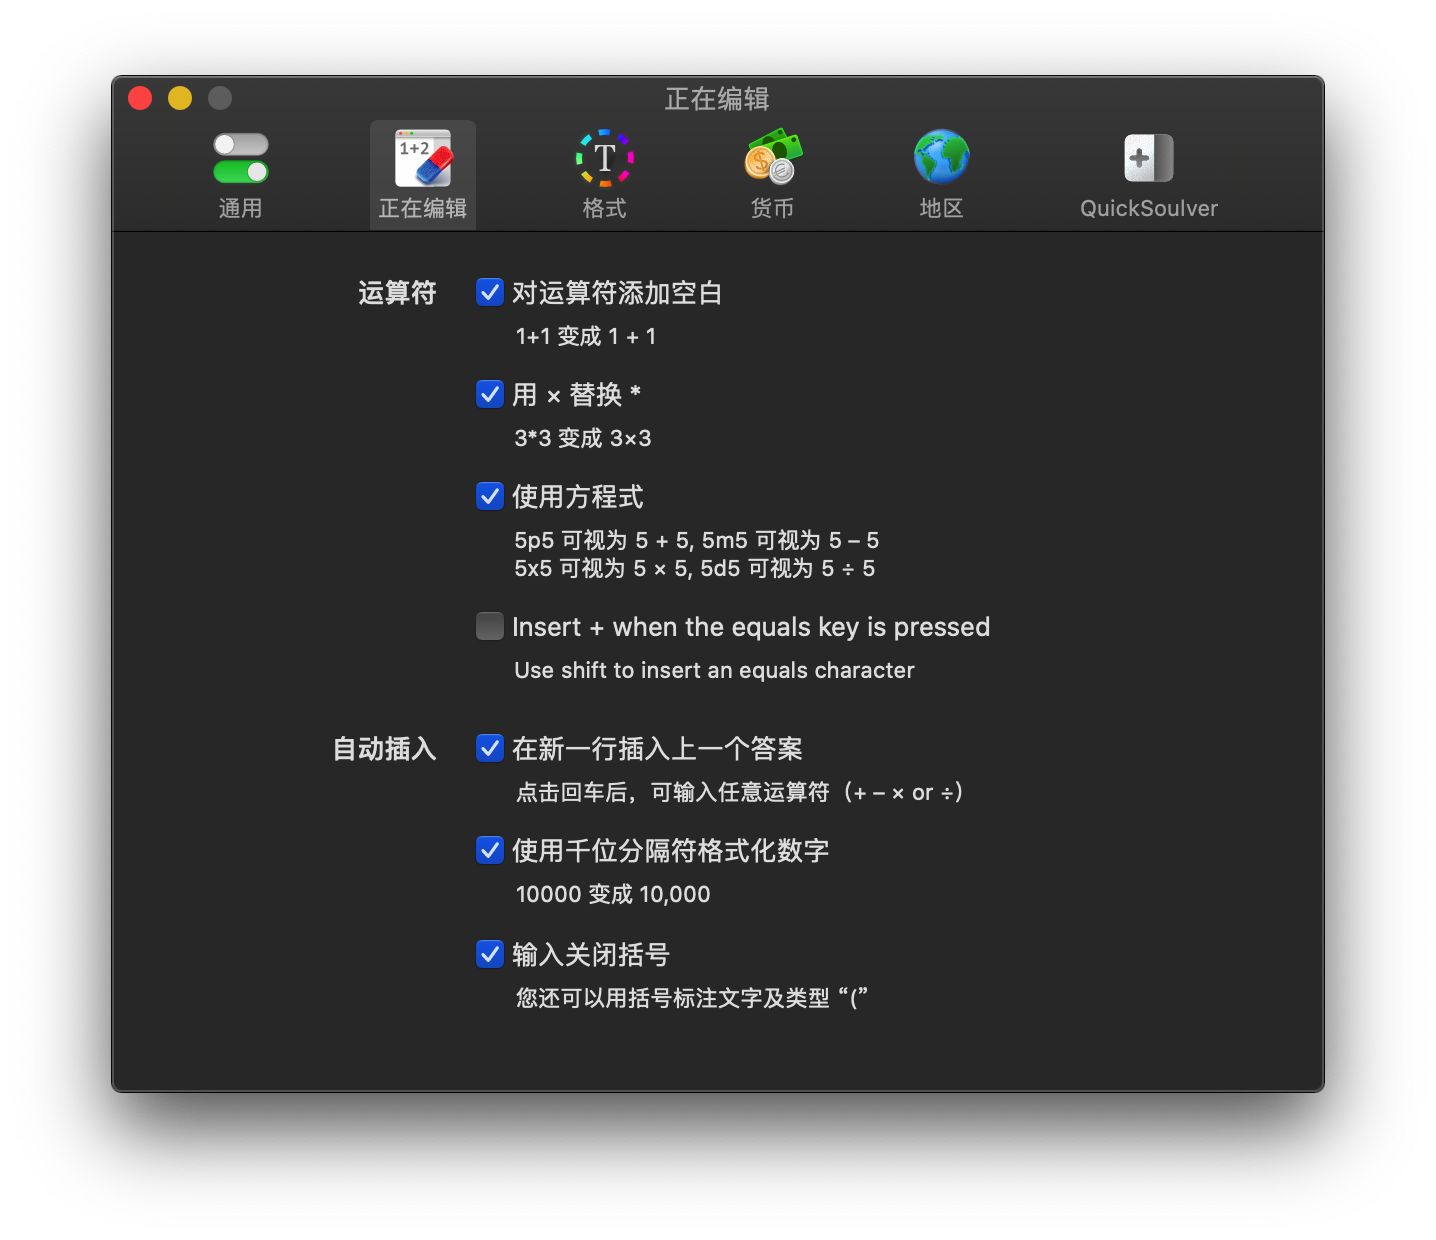 正在编辑
1+2
T
通用
正在编辑
格式
货币
地区
QuickSoulver
运算符
对运算符添加空白
1+1 变成 1 + 1
用 × 替换 *
3*3 变成 3×3
使用方程式
5p5 可视为 5 + 5, 5m5 可视为 5 – 5
5x5 可视为 5 × 5, 5d5 可视为 5 ÷ 5
Insert + when the equals key is pressed
Use shift to insert an equals character
自动插入
在新一行插入上一个答案
点击回车后，可输入任意运算符（+ – × or ÷）
使用千位分隔符格式化数字
10000 变成 10,000
输入关闭括号
您还可以用括号标注文字及类型 “(”